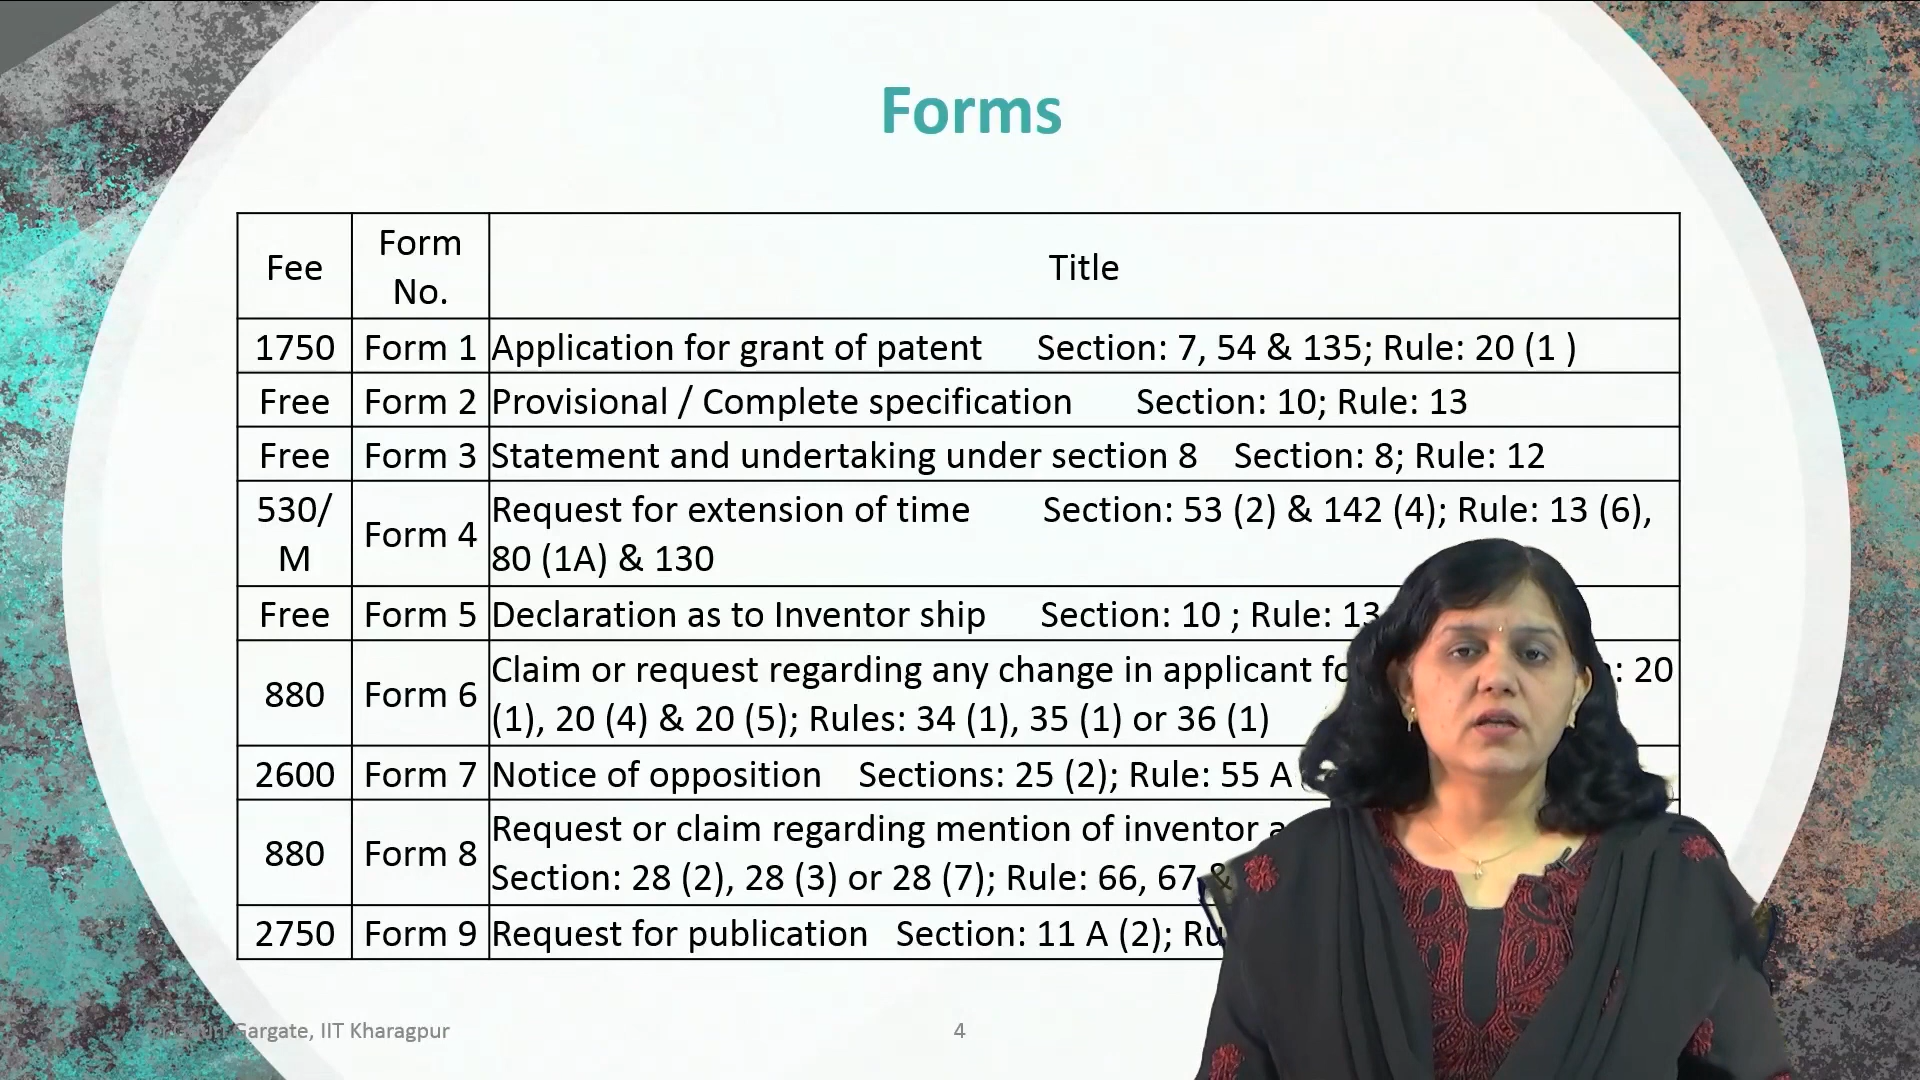 Forms
Fee
Form
No.
Title
1750 Form 1 Application for grant of patent Section: 7, 54 & 135; Rule: 20 (1 )
Free Form 2 Provisional / Complete specification Section: 10; Rule: 13
Free Form 3 Statement and undertaking under section 8 Section: 8; Rule: 12
530/
M
Form 4
Request for extension of time Section: 53 (2) & 142 (4); Rule: 13 (6),
80 (1A) & 130
Free Form 5 Declaration as to Inventor ship Section: 10 ; Rule: 13
880 Form 6
Claim or request regarding any change in applicant : 20
(1), 20 (4) & 20 (5); Rules: 34 (1), 35 (1) or 36 (1)
2600 Form 7 Notice of opposition Sections: 25 (2); Rule: 55 A
880 Form 8
Request or claim regarding mention of inventor
Section: 28 (2), 28 (3) or 28 (7); Rule: 66, 67 &
2750 Form 9 Request for publication Section: 11 A (2);
Gargate, IIT Kharagpur
4